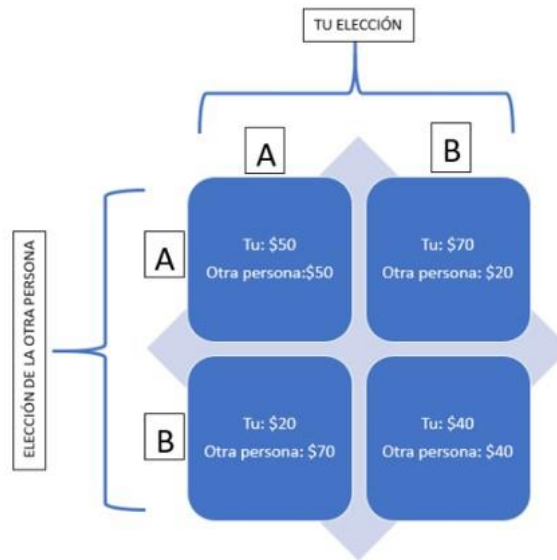 TU ELECCIÓN
A
B
ELECCIÓN DE LA OTRA PERSONA
A
Tu: $50
Otra persona:$50
Tu: $70
Otra persona: $20
B
Tu: $20
Otra persona: $70
Tu: $40
Otra persona: $40